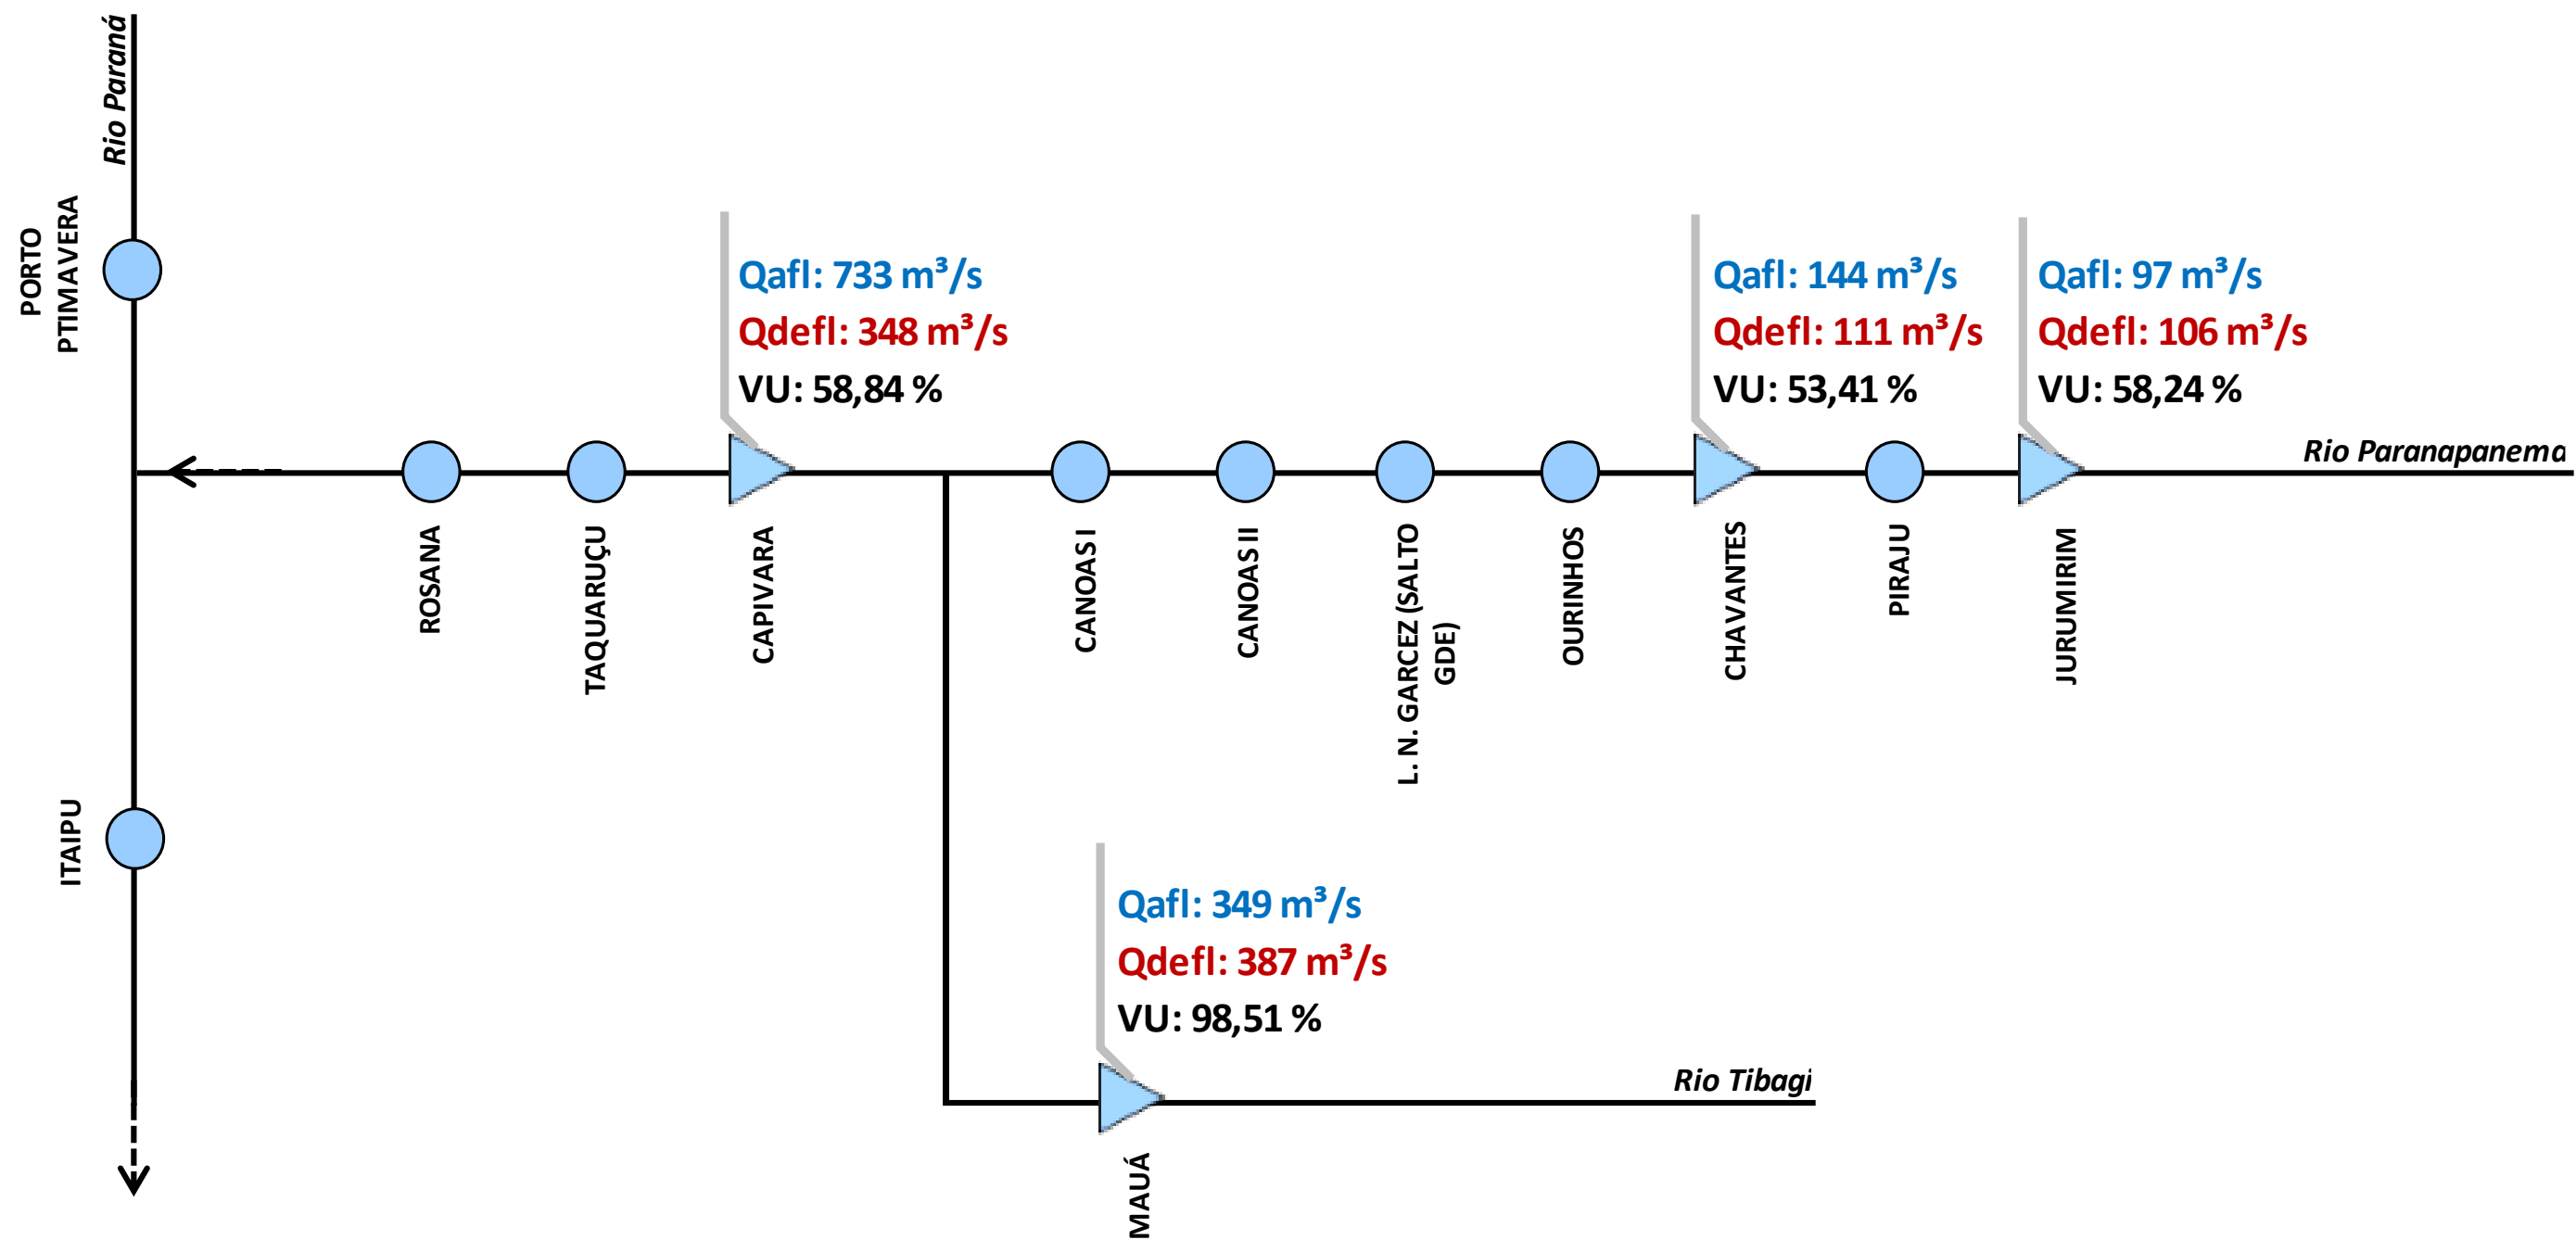 Rio Paraná
PORTO
PTIMAVERA
Qafl: 733 m³/s
Qdefl: 348 m³/s
VU: 58,84 %
Qafl: 144 m³/s
Qdefl: 111 m³/s
VU: 53,41 %
Qafl: 97 m³/s
Qdefl: 106 m³/s
VU: 58,24 %
Rio Paranapanema
ROSANA
TAQUARUÇU
CAPIVARA
CANOAS I
CANOAS II
L. N. GARCEZ (SALTO
GDE)
OURINHOS
CHAVANTES
PIRAJU
JURUMIRIM
ITAIPU
Qafl: 349 m³/s
Qdefl: 387 m³/s
VU: 98,51 %
Rio Tibagi
MAUÁ